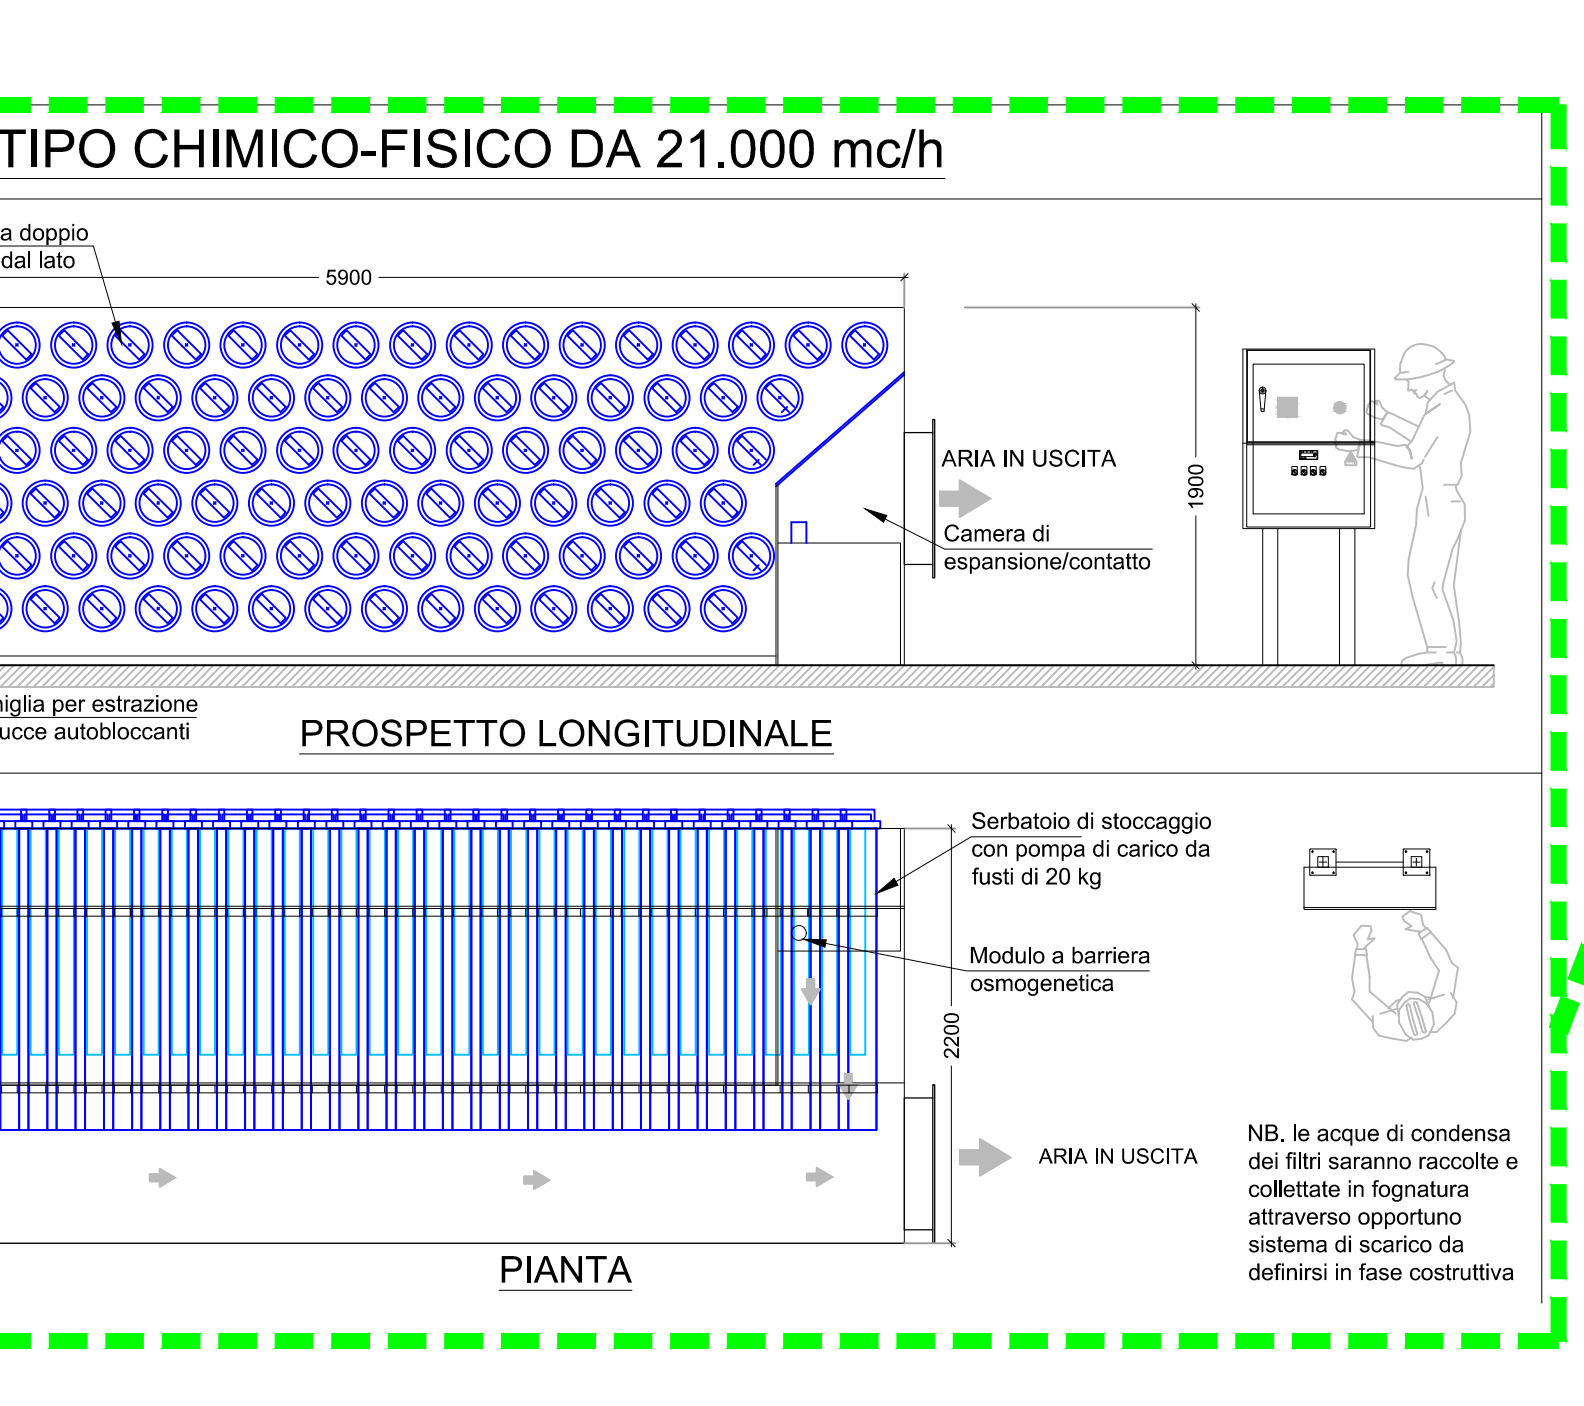 TIPO CHIMICO-FISICO DA 21.000 mc/h
a doppio
dal lato
5900
ARIA IN USCITA
1900
Camera di
espansione/contatto
niglia per estrazione
ucce autobloccanti
PROSPETTO LONGITUDINALE
Serbatoio di stoccaggio
con pompa di carico da
fusti di 20 kg
Modulo a barriera
osmogenetica
2200
ARIA IN USCITA
NB. le acque di condensa
dei filtri saranno raccolte e
collettate in fognatura
attraverso opportuno
sistema di scarico da
definirsi in fase costruttiva
PIANTA